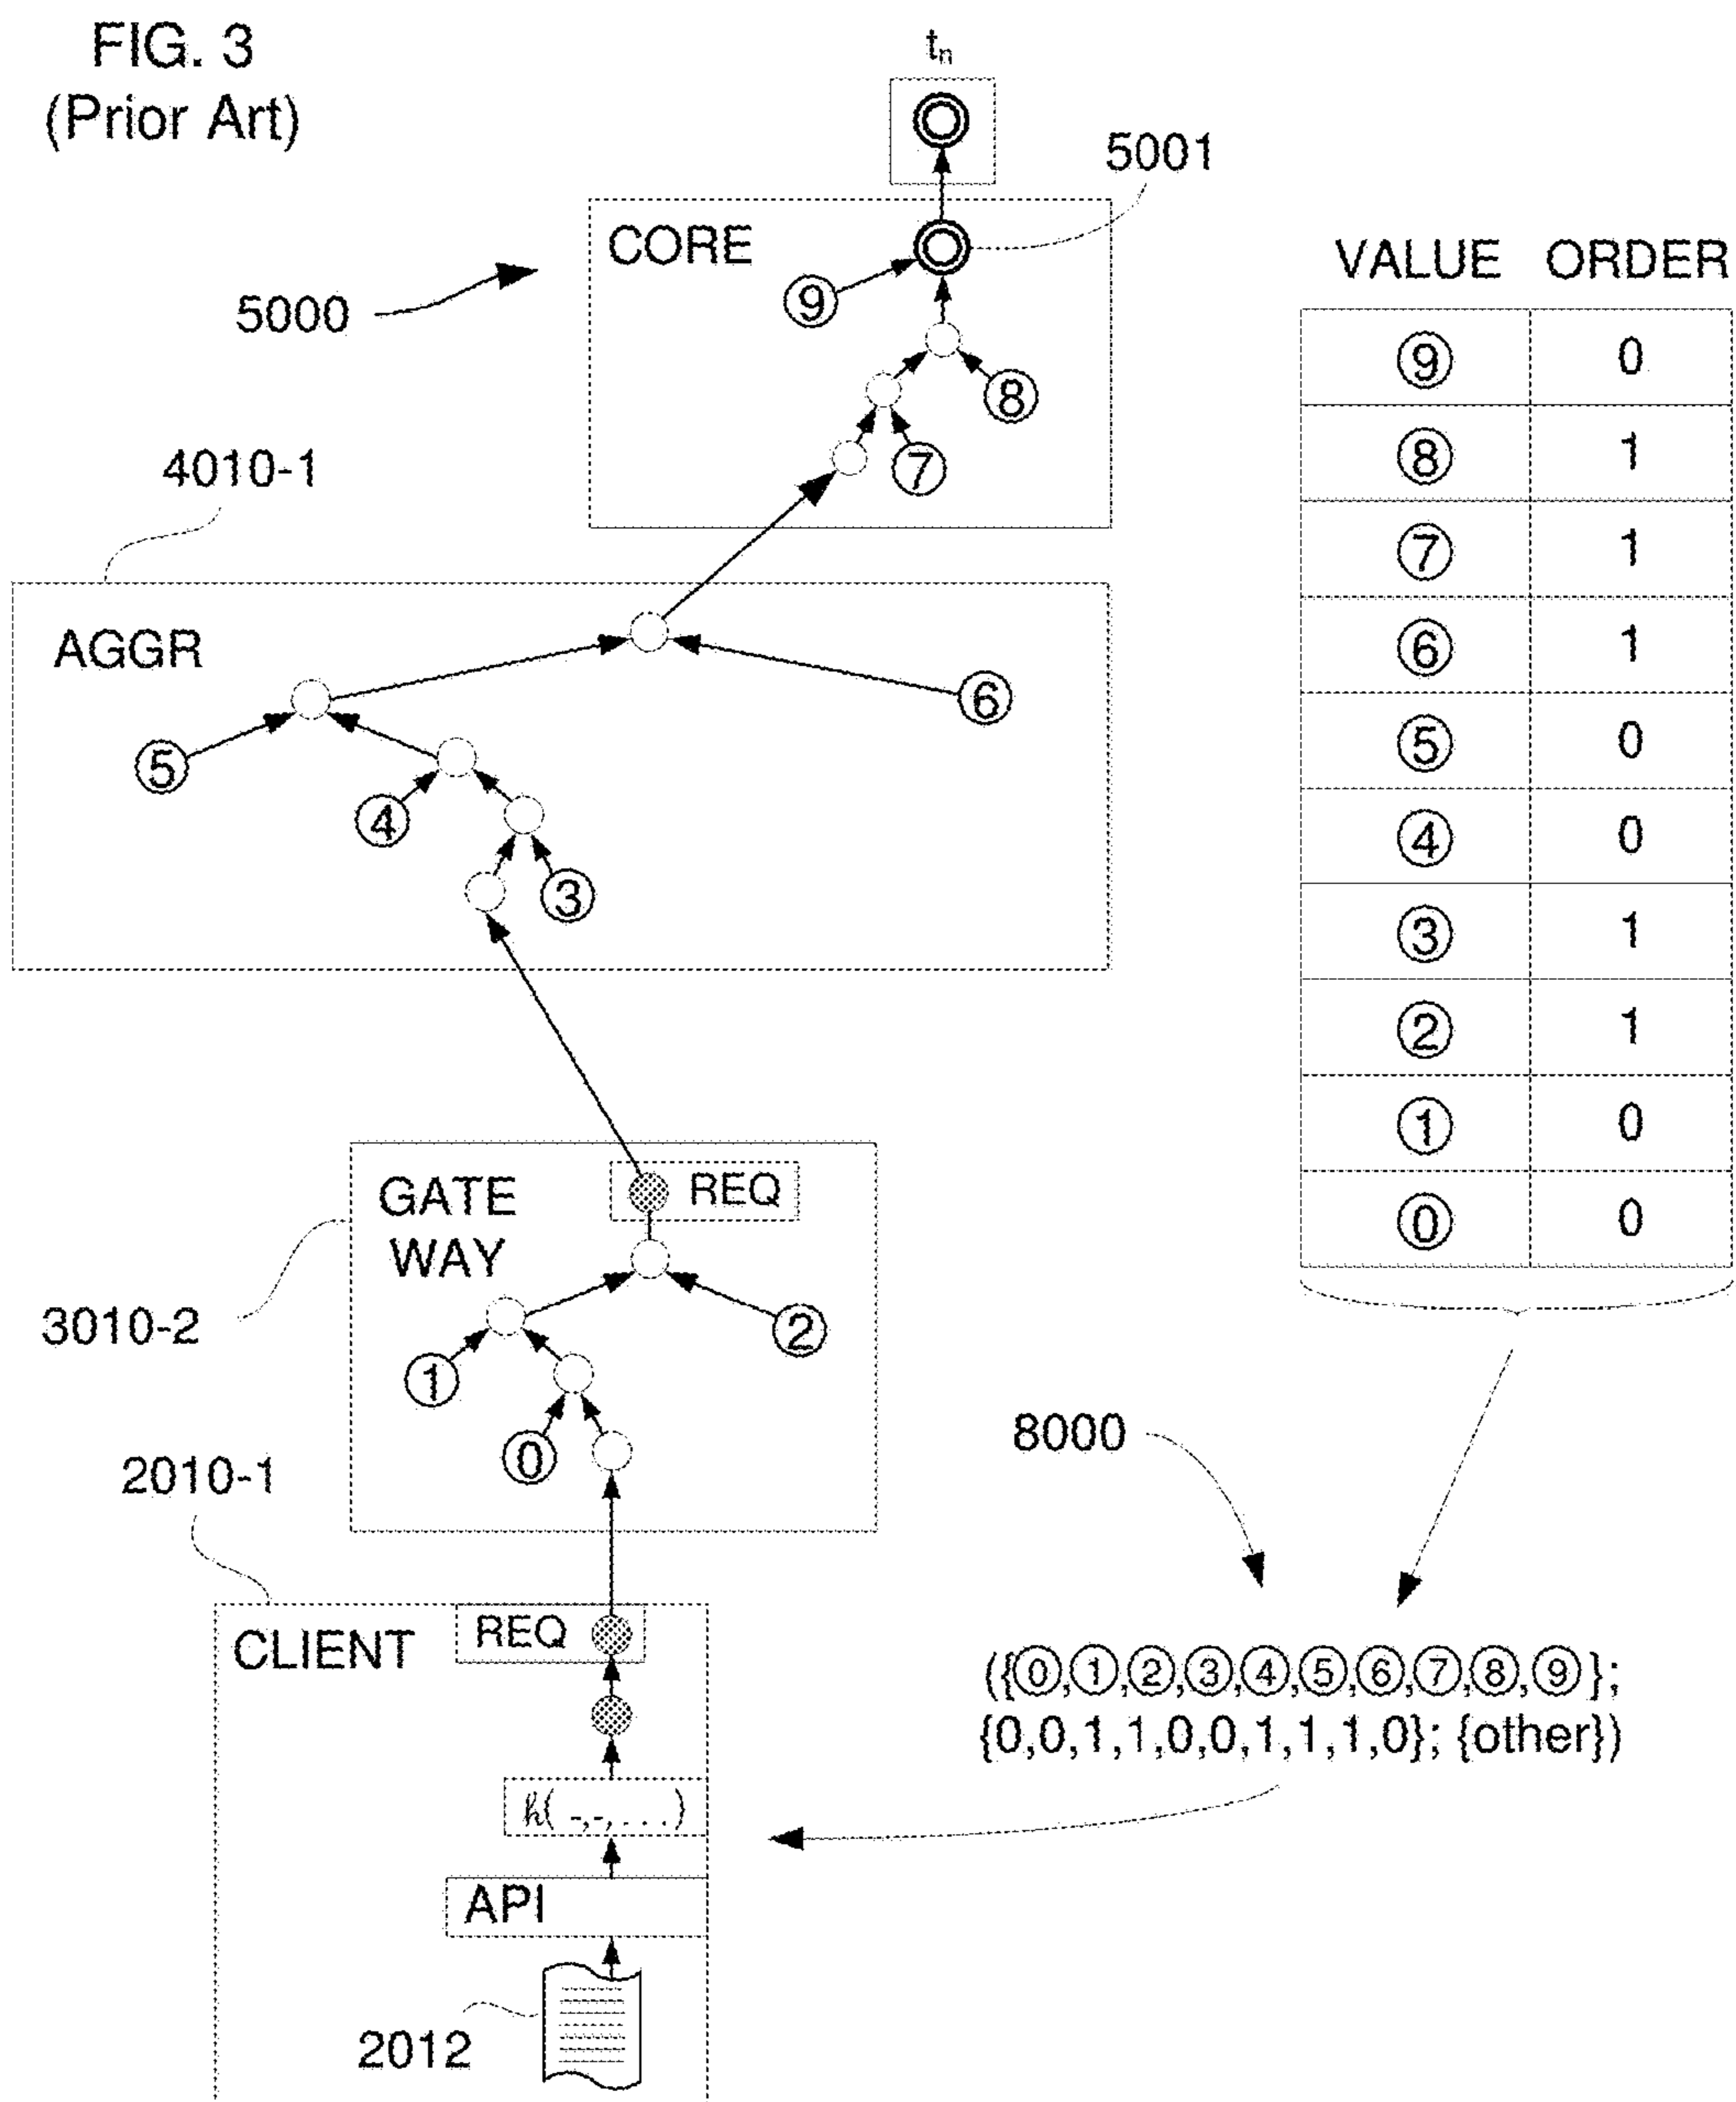 FIG. 3
(Prior Art)
tₙ
5001
CORE
5000
⑨
⑧
⑦
4010-1
AGGR
⑥
⑤
④
③
GATE
WAY
REQ
3010-2
②
①
⓪
2010-1
CLIENT
REQ
h( -,-, . . .)
API
2012
VALUE ORDER
⑨ 0
⑧ 1
⑦ 1
⑥ 1
⑤ 0
④ 0
③ 1
② 1
① 0
⓪ 0
8000
({⓪,①,②,③,④,⑤,⑥,⑦,⑧,⑨};
{0,0,1,1,0,0,1,1,1,0}; {other})